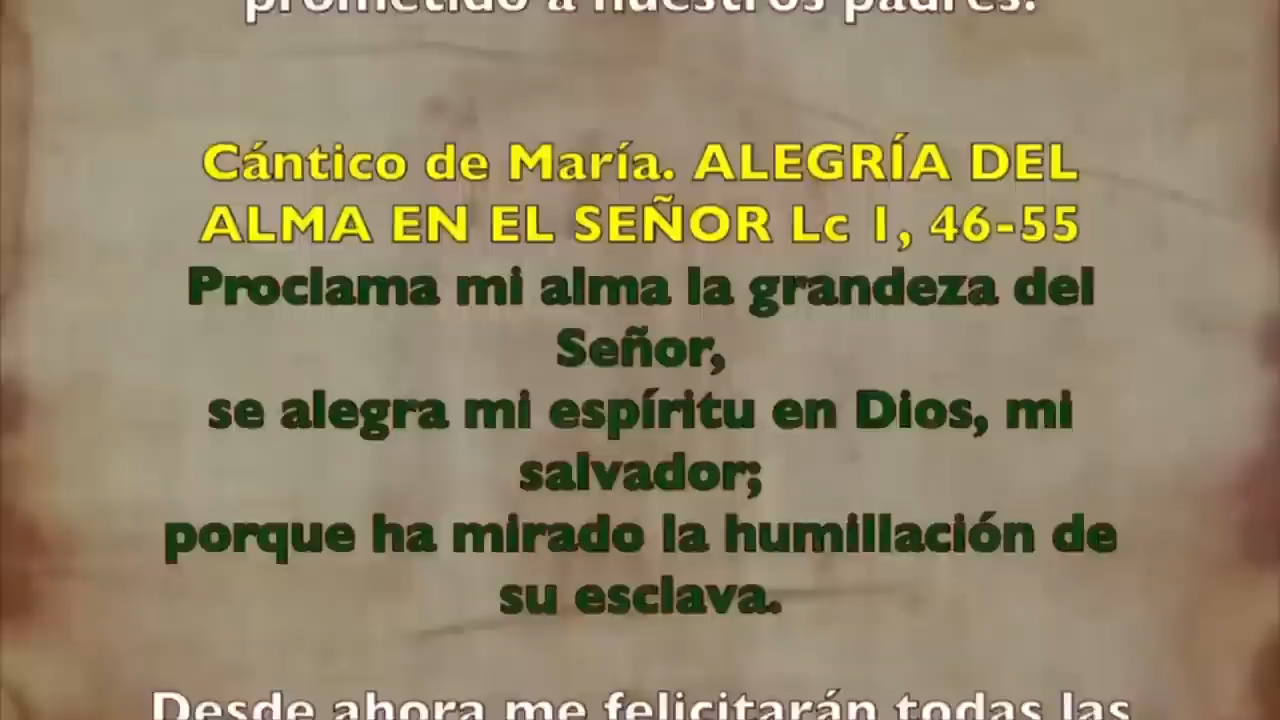 prometido a nuestros padres.
Cántico de María. ALEGRÍA DEL
ALMA EN EL SEÑOR Lc 1, 46-55
Proclama mi alma la grandeza del
Señor,
se alegra mi espíritu en Dios, mi
salvador;
porque ha mirado la humillación de
su esclava.
Desde ahora me felicitarán todas las